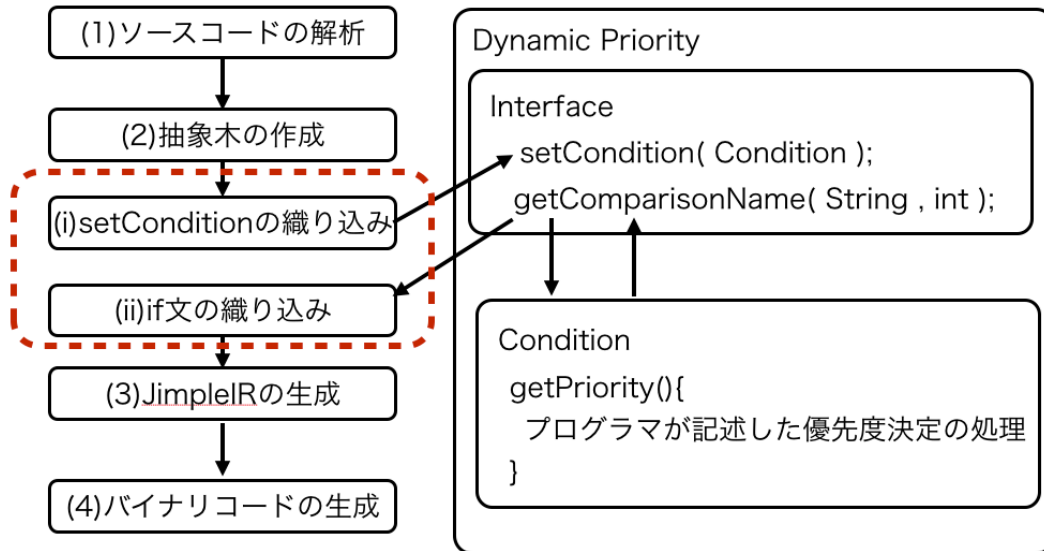 (1)ソースコードの解析
(2)抽象木の作成
(i)setConditionの織り込み
(ii)if文の織り込み
(3)JimpleIRの生成
(4)バイナリコードの生成
Dynamic Priority
Interface
setCondition( Condition );
getComparisonName( String , int );
Condition
getPriority(){
プログラマが記述した優先度決定の処理
}